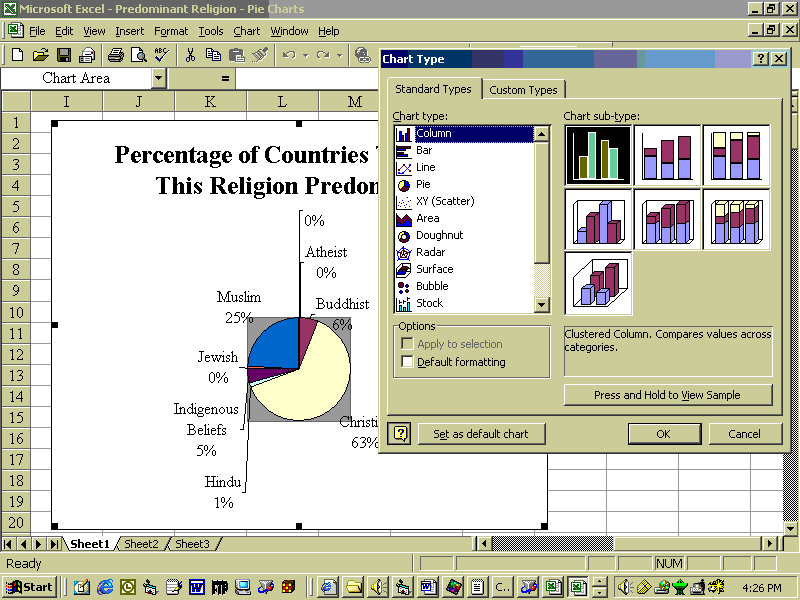 Microsoft Excel - Predominant Religion - Pie Charts
File Edit View Insert Format Tools Chart Window Help
ABC
Chart Area =
I J K L M
1
2
3
4
5
6
7
8
9
10
11
12
13
14
15
16
17
18
19
20
Percentage of Countries
This Religion Predon
0%
Atheist
0%
Buddhist
6%
Muslim
25%
Jewish
0%
Indigenous
Beliefs
5%
Hindu
1%
Christi
63%
Chart Type
Standard Types Custom Types
Chart type:
Column
Bar
Line
Pie
XY (Scatter)
Area
Doughnut
Radar
Surface
Bubble
Stock
Chart sub-type:
Options
Apply to selection
Default formatting
Clustered Column. Compares values across
categories.
Press and Hold to View Sample
Set as default chart OK Cancel
Sheet1 Sheet2 Sheet3
Ready NUM
Start C... 4:26 PM